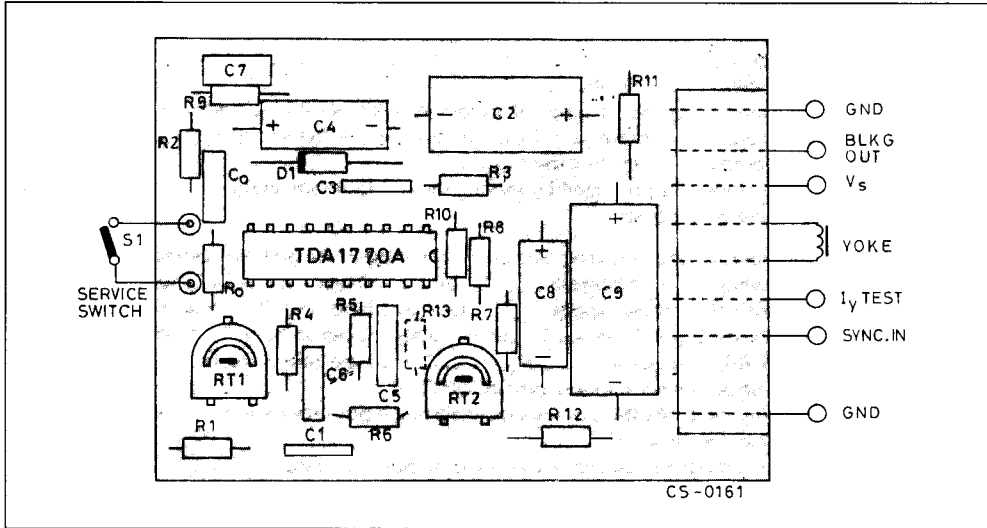 C7
R9
R2
+ C4 -
- C2 +
R11
GND
BLKG
OUT
Vs
D1
C3
R3
Co
S1
R10
R8
TDA1770A
YOKE
SERVICE
SWITCH
Ro
+
C8
-
+
C9
-
Iy TEST
SYNC.IN
R4
R5
R13
R7
RT1
C6
C5
RT2
GND
R1
C1
R6
R12
CS-0161